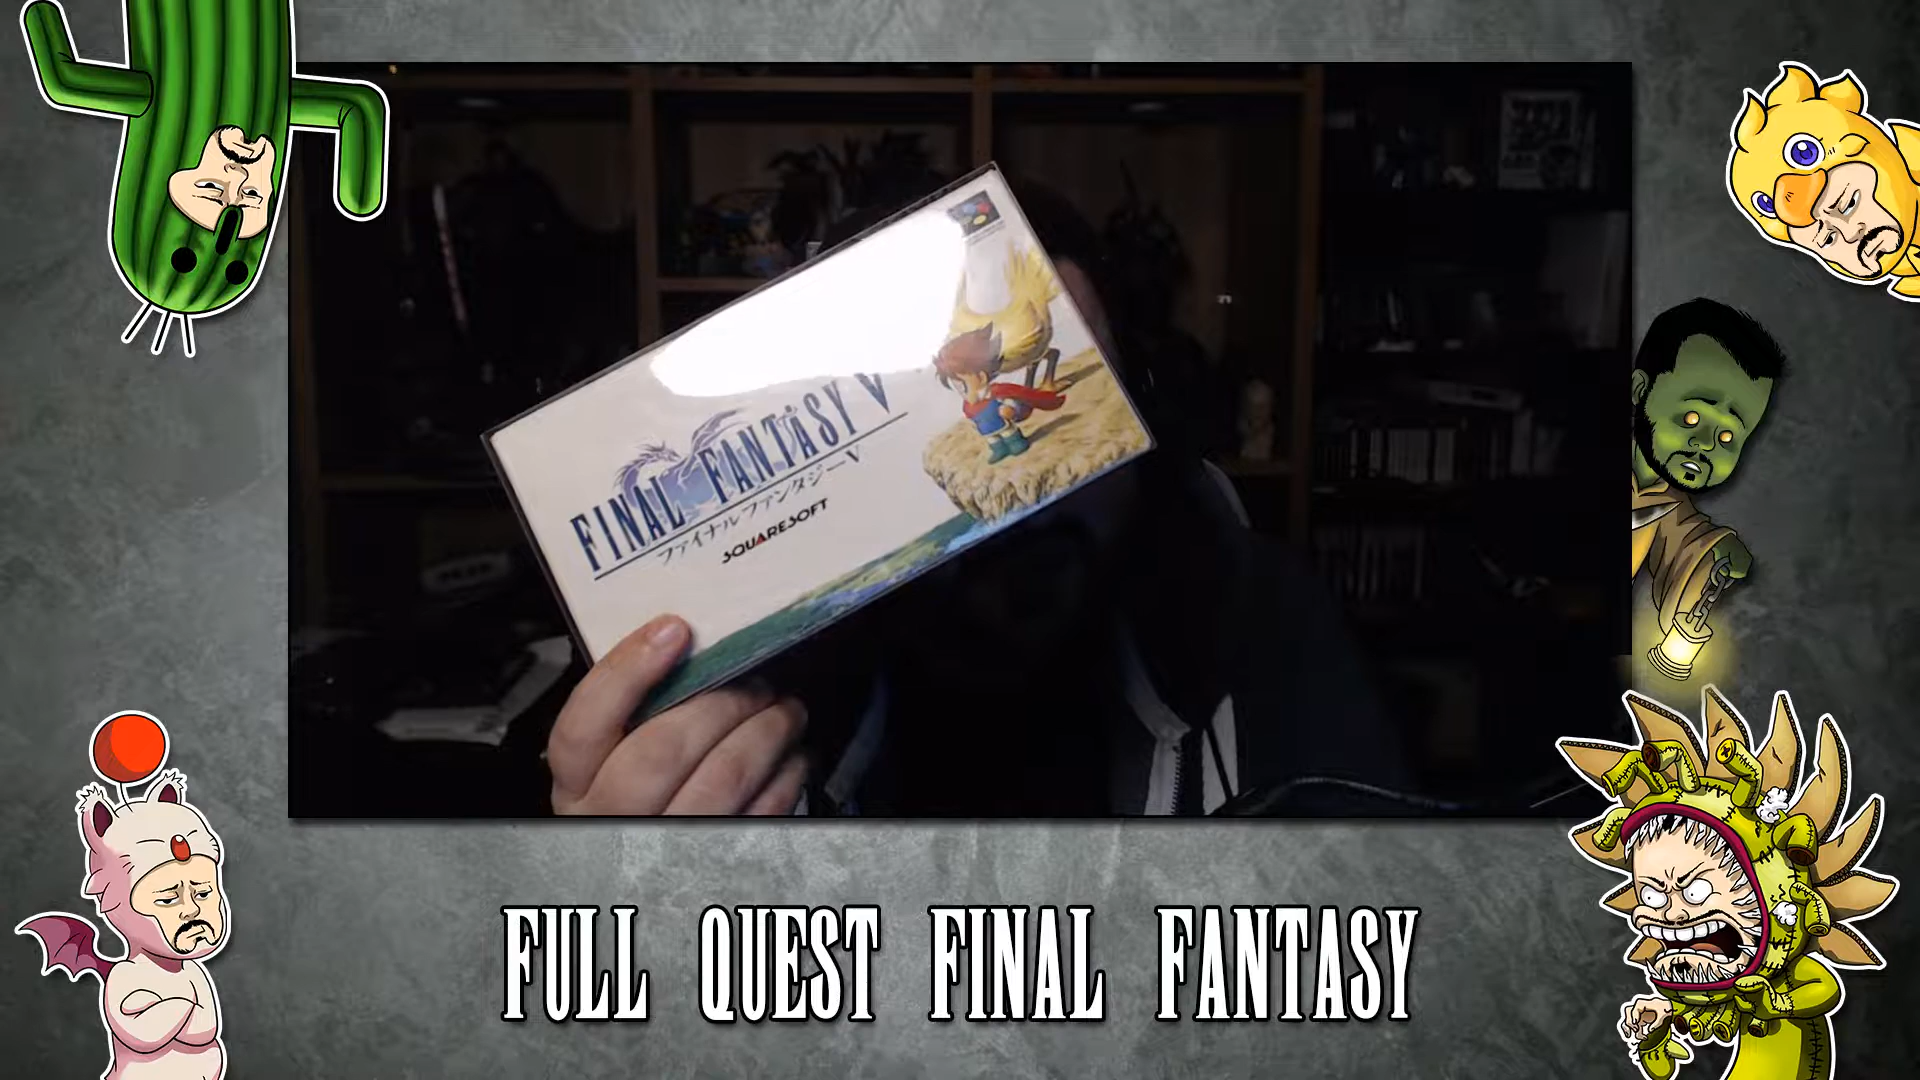 FINAL FANTASY V
ファイナルファンタジーV
SQUARESOFT
FULL QUEST FINAL FANTASY